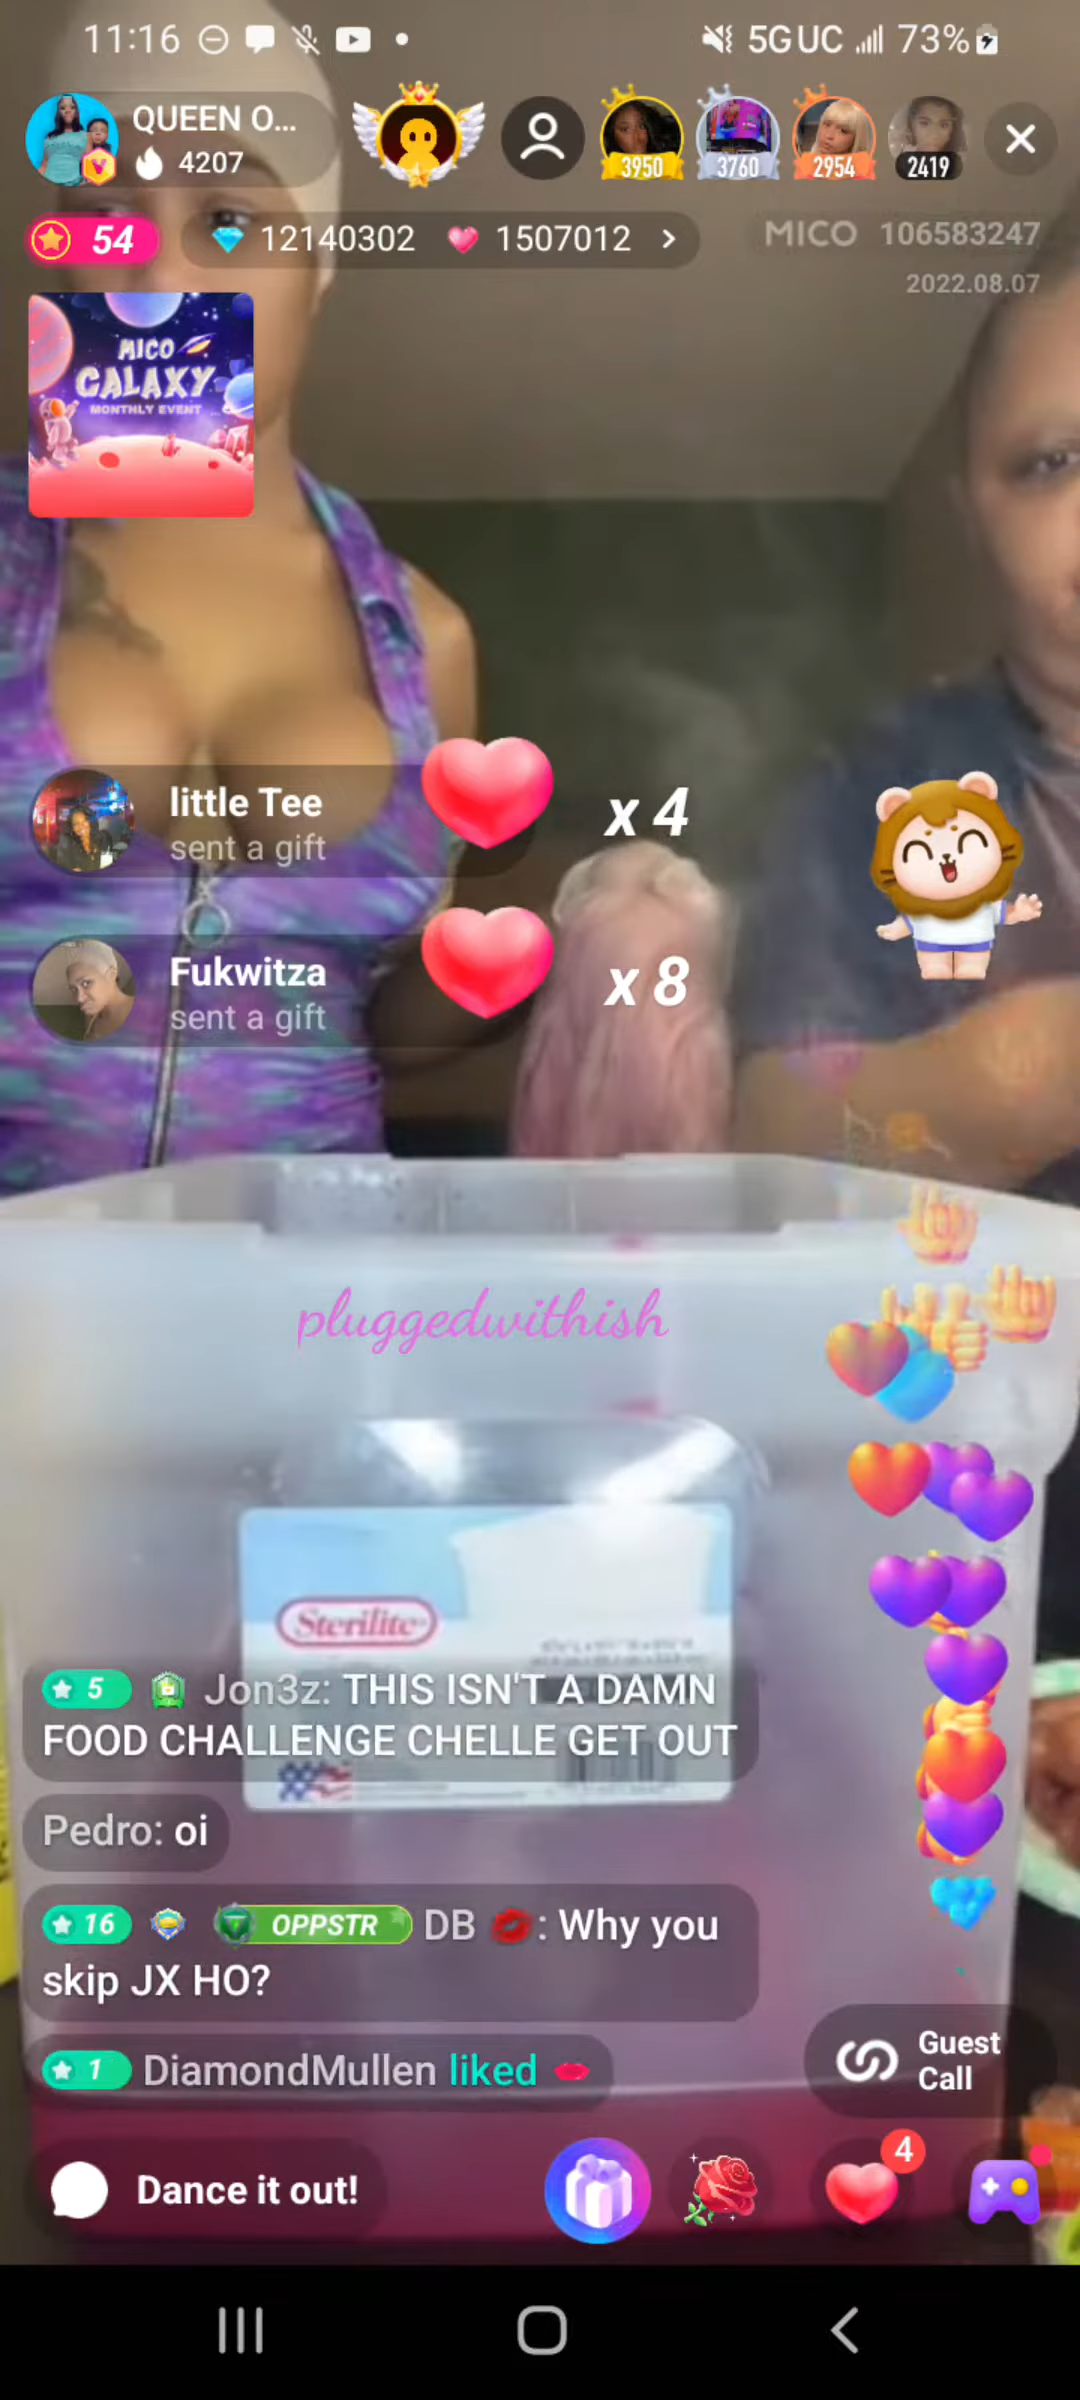 11:16 5G UC 73%
QUEEN O...
4207
3950 3760 2954 2419
54 12140302 1507012 MICO 106583247
2022.08.07
MICO
GALAXY
MONTHLY EVENT
little Tee
sent a gift
x 4
Fukwitza
sent a gift
x 8
pluggedwithish
Sterilite
5 Jon3z: THIS ISN'T A DAMN
FOOD CHALLENGE CHELLE GET OUT
Pedro: oi
16 OPPSTR DB 💋: Why you
skip JX HO?
1 DiamondMullen liked
Guest
Call
Dance it out!
4